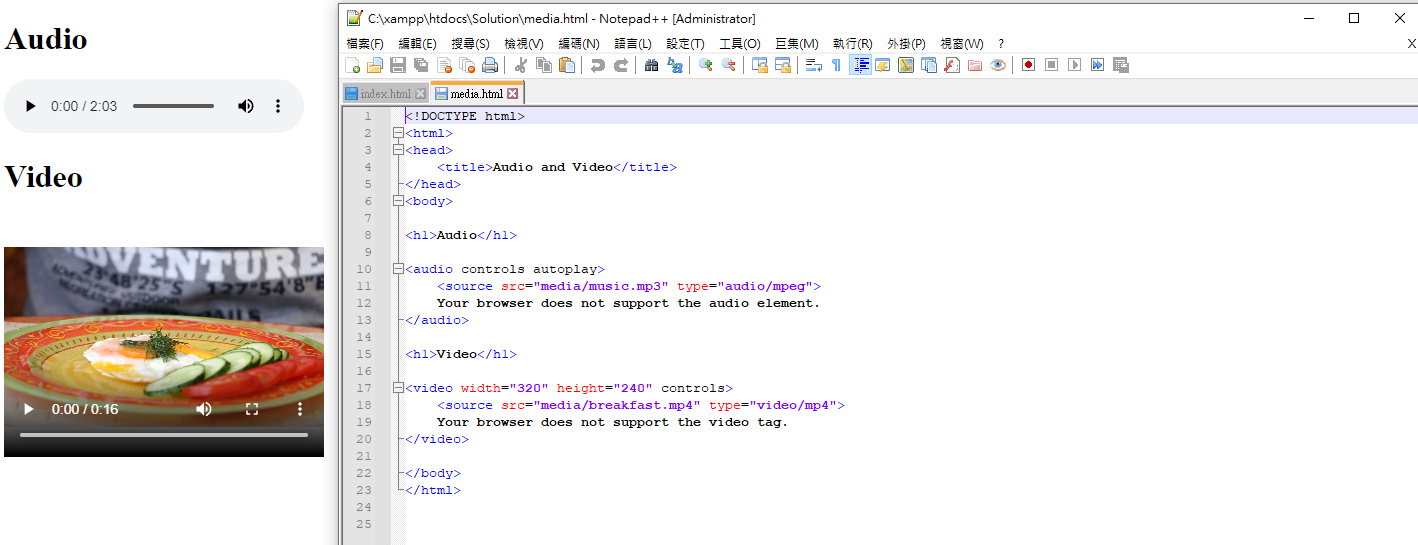 Audio
0:00 / 2:03
Video
ADVENTURE
23°48'25"S
127°54'8"E
0:00 / 0:16
C:\xampp\htdocs\Solution\media.html - Notepad++ [Administrator]
檔案(F) 編輯(E) 搜尋(S) 檢視(V) 編碼(N) 語言(L) 設定(T) 工具(O) 巨集(M) 執行(R) 外掛(P) 視窗(W) ? X
index.html media.html
1 <!DOCTYPE html>
2 <html>
3 <head>
4 <title>Audio and Video</title>
5 </head>
6 <body>
7
8 <h1>Audio</h1>
9
10 <audio controls autoplay>
11 <source src="media/music.mp3" type="audio/mpeg">
12 Your browser does not support the audio element.
13 </audio>
14
15 <h1>Video</h1>
16
17 <video width="320" height="240" controls>
18 <source src="media/breakfast.mp4" type="video/mp4">
19 Your browser does not support the video tag.
20 </video>
21
22 </body>
23 </html>
24
25